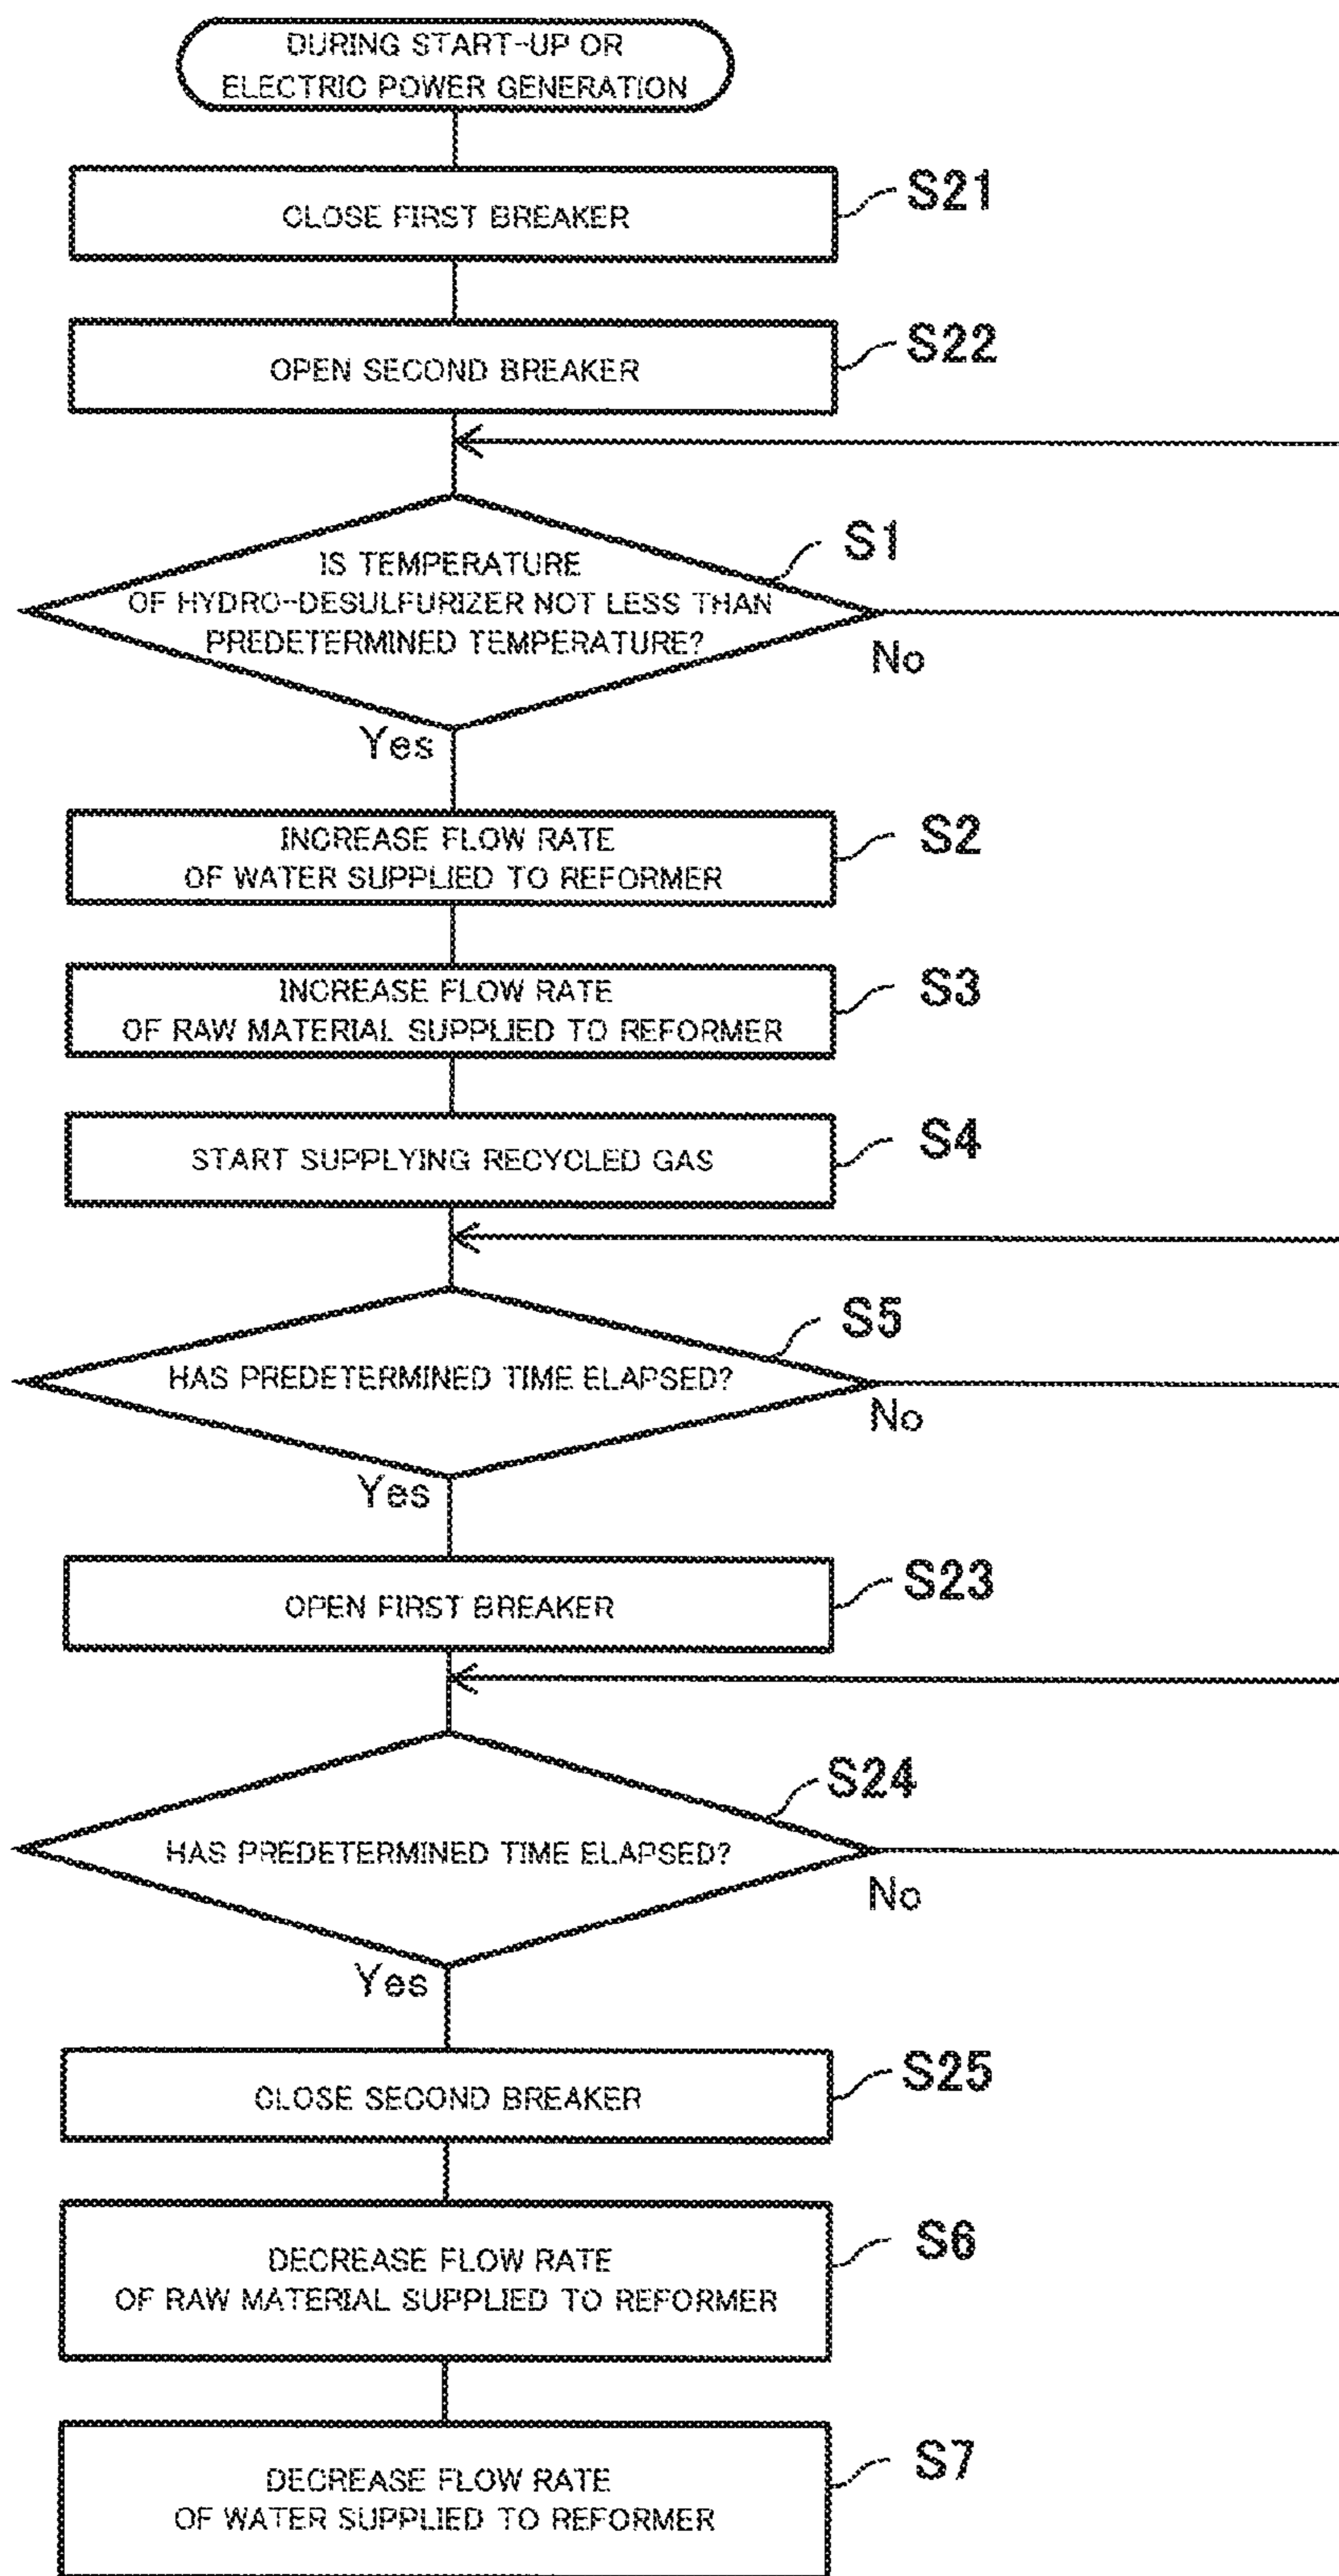 DURING START-UP OR
ELECTRIC POWER GENERATION
CLOSE FIRST BREAKER
S21
OPEN SECOND BREAKER
S22
IS TEMPERATURE
OF HYDRO-DESULFURIZER NOT LESS THAN
PREDETERMINED TEMPERATURE?
S1
No
Yes
INCREASE FLOW RATE
OF WATER SUPPLIED TO REFORMER
S2
INCREASE FLOW RATE
OF RAW MATERIAL SUPPLIED TO REFORMER
S3
START SUPPLYING RECYCLED GAS
S4
HAS PREDETERMINED TIME ELAPSED?
S5
No
Yes
OPEN FIRST BREAKER
S23
HAS PREDETERMINED TIME ELAPSED?
S24
No
Yes
CLOSE SECOND BREAKER
S25
DECREASE FLOW RATE
OF RAW MATERIAL SUPPLIED TO REFORMER
S6
DECREASE FLOW RATE
OF WATER SUPPLIED TO REFORMER
S7